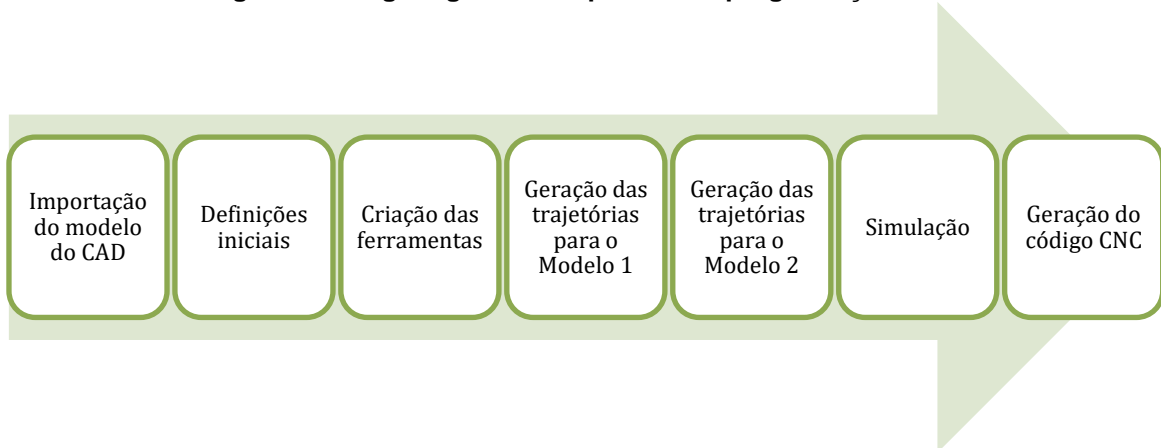 Importação
do modelo
do CAD
Definições
iniciais
Criação das
ferramentas
Geração das
trajetórias
para o
Modelo 1
Geração das
trajetórias
para o
Modelo 2
Simulação
Geração do
código CNC